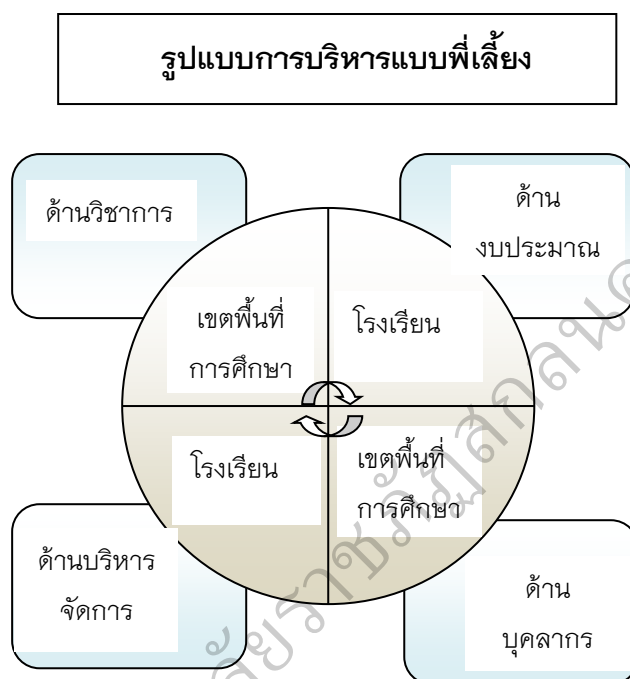 รูปแบบการบริหารแบบพี่เลี้ยง
ด้านวิชาการ
ด้าน
งบประมาณ
เขตพื้นที่
การศึกษา
โรงเรียน
โรงเรียน
เขตพื้นที่
การศึกษา
ด้านบริหาร
จัดการ
ด้าน
บุคลากร